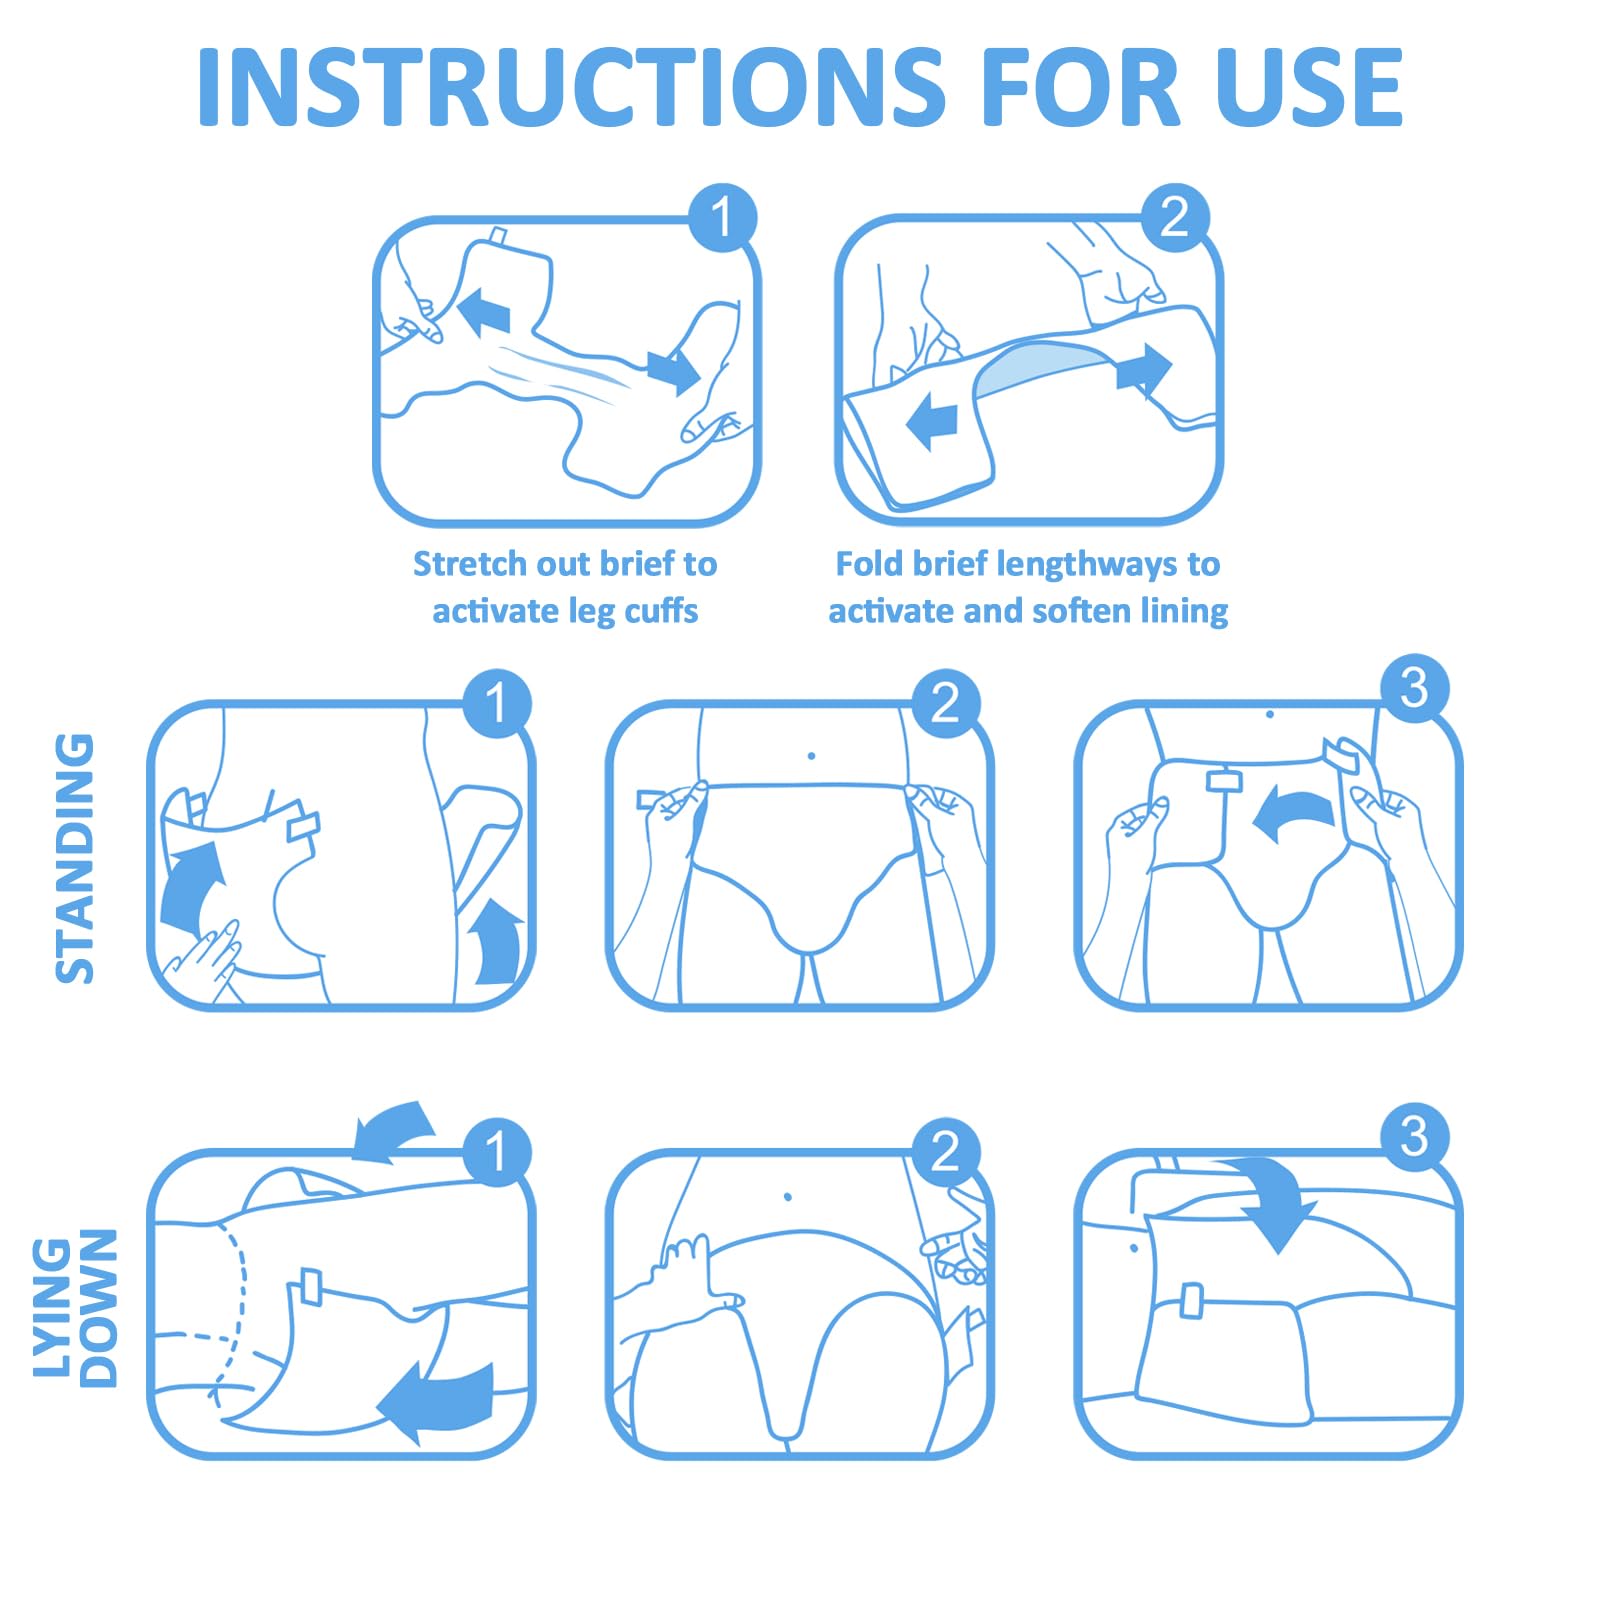 INSTRUCTIONS FOR USE
1
2
Stretch out brief to
activate leg cuffs
Fold brief lengthways to
activate and soften lining
STANDING
1
2
3
LYING
DOWN
1
2
3